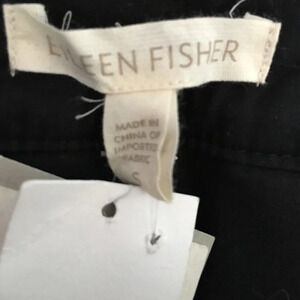 EILEEN FISHER
MADE IN
CHINA OF
IMPORTED
FABRIC
S